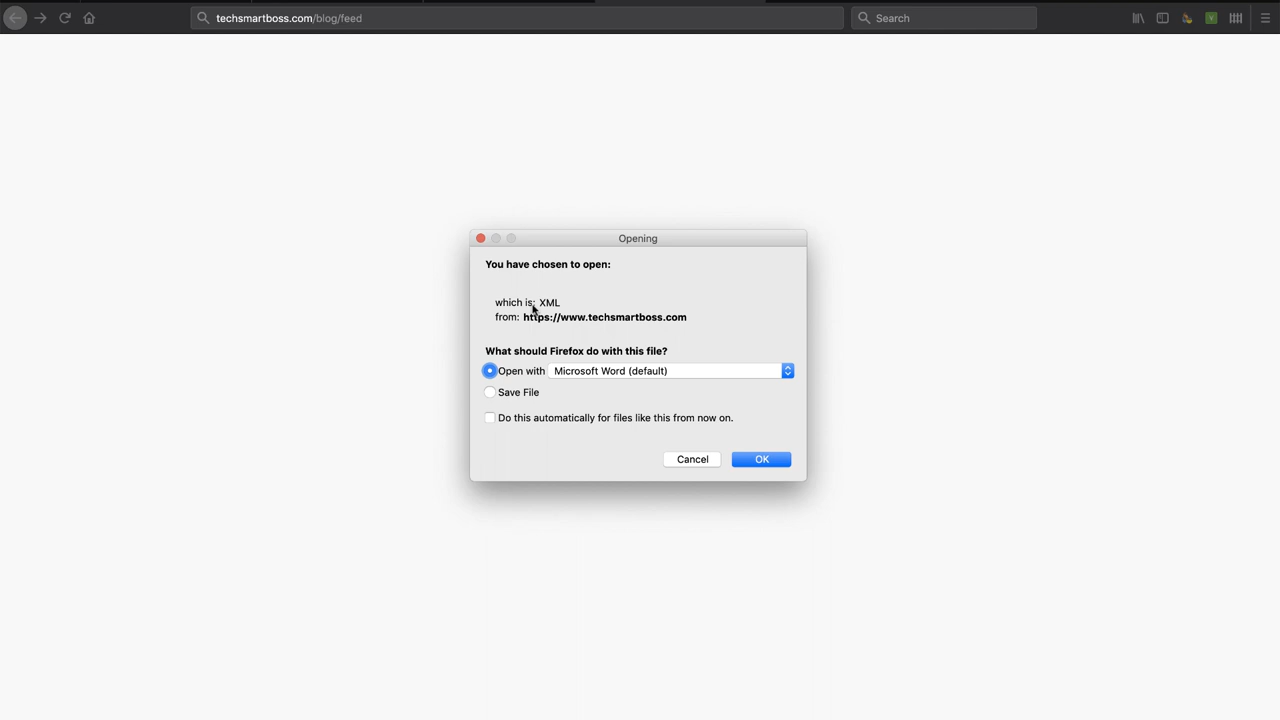 techsmartboss.com/blog/feed
Search
Opening
You have chosen to open:
which is: XML
from: https://www.techsmartboss.com
What should Firefox do with this file?
Open with Microsoft Word (default)
Save File
Do this automatically for files like this from now on.
Cancel OK